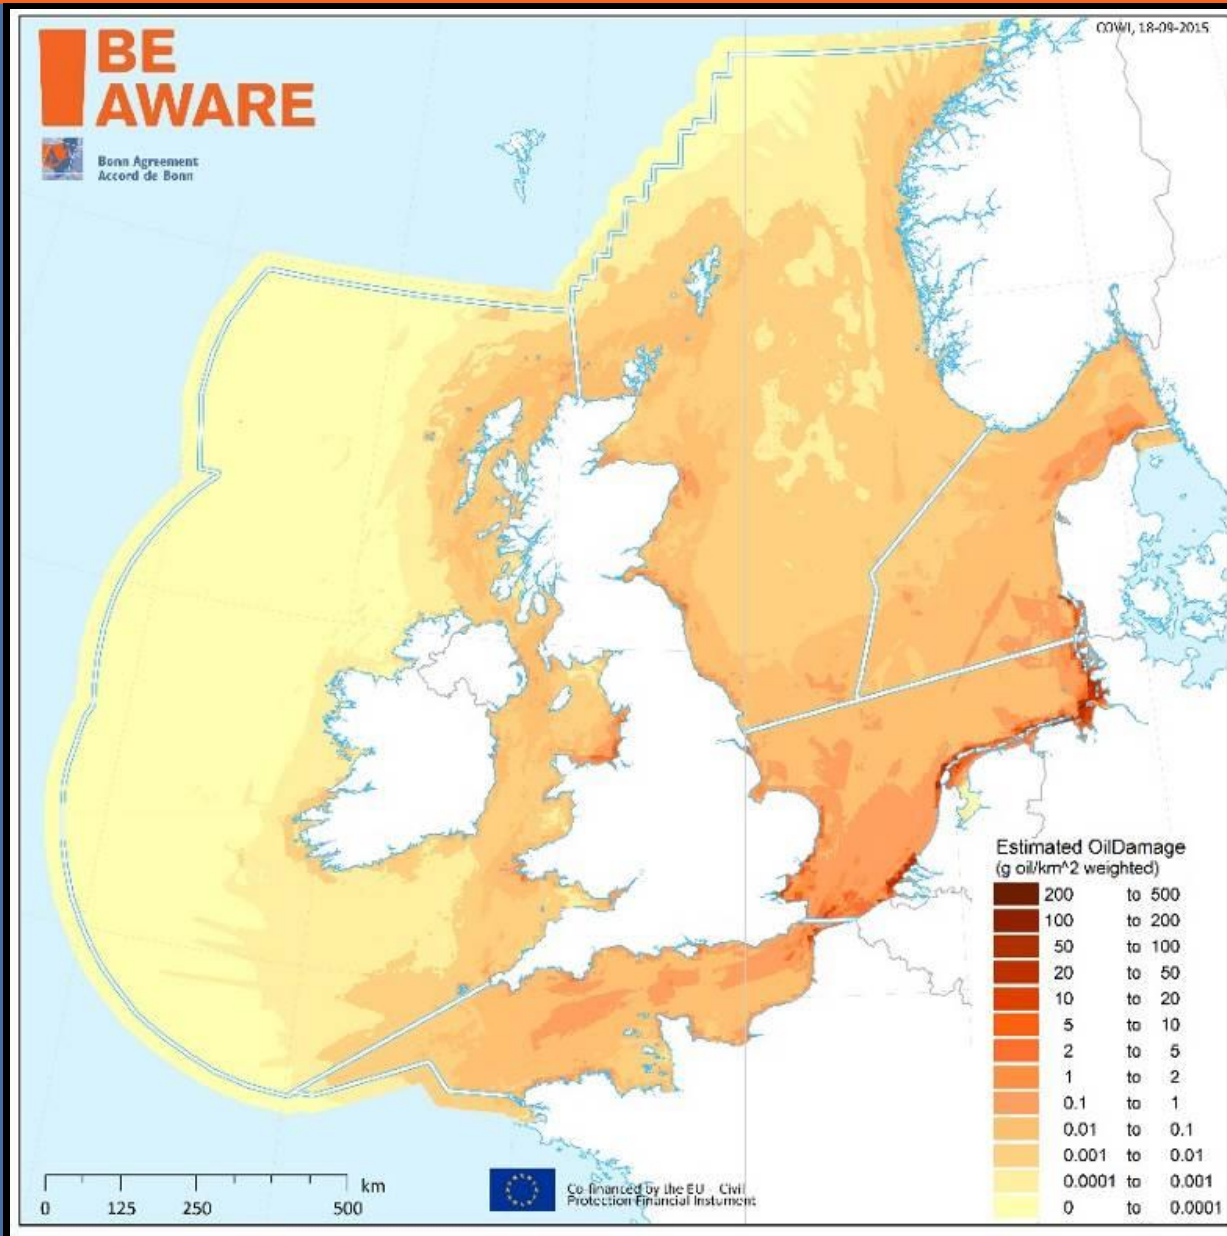 BE
AWARE
Bonn Agreement
Accord de Bonn
COWI, 18-09-2015
Estimated OilDamage
(g oil/km^2 weighted)
200 to 500
100 to 200
50 to 100
20 to 50
10 to 20
5 to 10
2 to 5
1 to 2
0.1 to 1
0.01 to 0.1
0.001 to 0.01
0.0001 to 0.001
0 to 0.0001
km
0 125 250 500
Co-financed by the EU - Civil
Protection Financial Instument